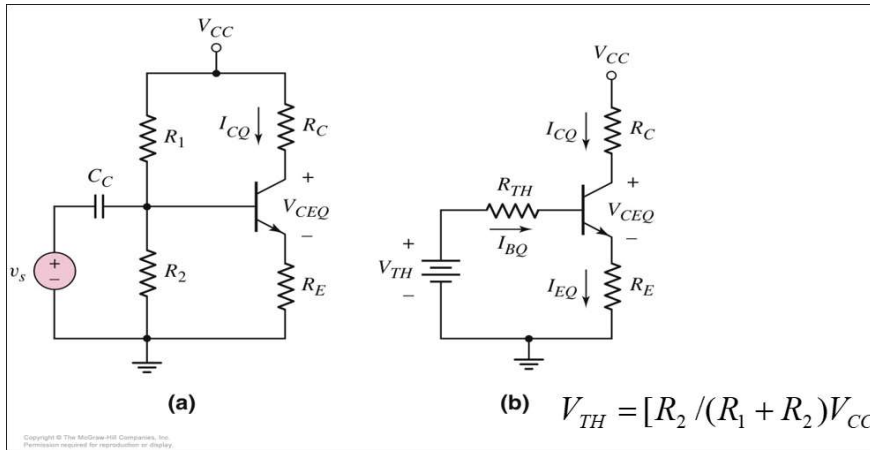 V_CC
I_CQ
R_C
R_1
C_C
+
V_CEQ
–
R_2
v_s
+
–
R_E
(a)
V_CC
I_CQ
R_C
R_TH
+
V_CEQ
–
I_BQ
+
V_TH
–
I_EQ
R_E
(b)
V_TH = [R_2 /(R_1 + R_2)V_CC
Copyright © The McGraw-Hill Companies, Inc.
Permission required for reproduction or display.